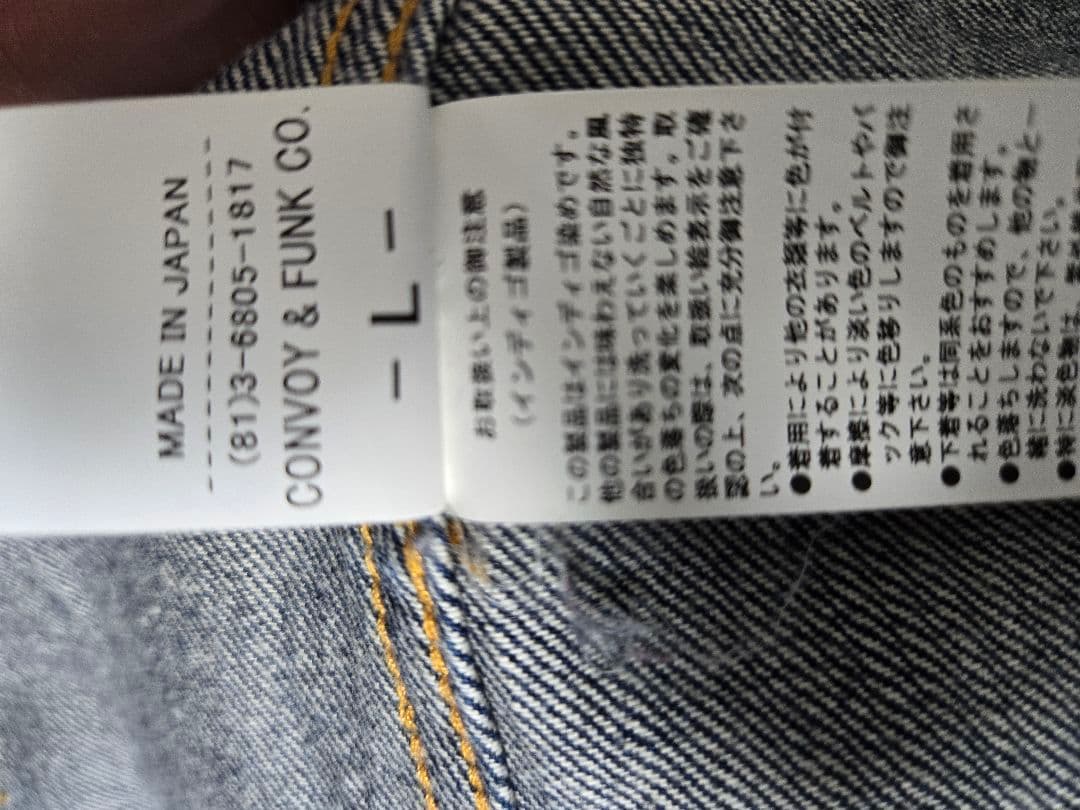 MADE IN JAPAN
--------------------
(81)3-6805-1817
CONVOY & FUNK CO.
— L —
お取扱い上の御注意
(インディゴ製品)
この製品はインディゴ染めです。
他の製品には味わえない自然な風
合いがあり洗っていくごとに独特
の色落ちの変化を楽しめます。取
扱いの際は、取扱い絵表示をご確
認の上、次の点に充分御注意下さ
い。
●着用により他の衣類等に色が付
着することがあります。
●摩擦により淡い色のベルトやバ
ック等に色移りしますので御注
意下さい。
●下着等は同系色のものを着用さ
れることをおすすめします。
●色落ちしますので、他の物と一
緒に洗わないで下さい。
●特に淡色物は、